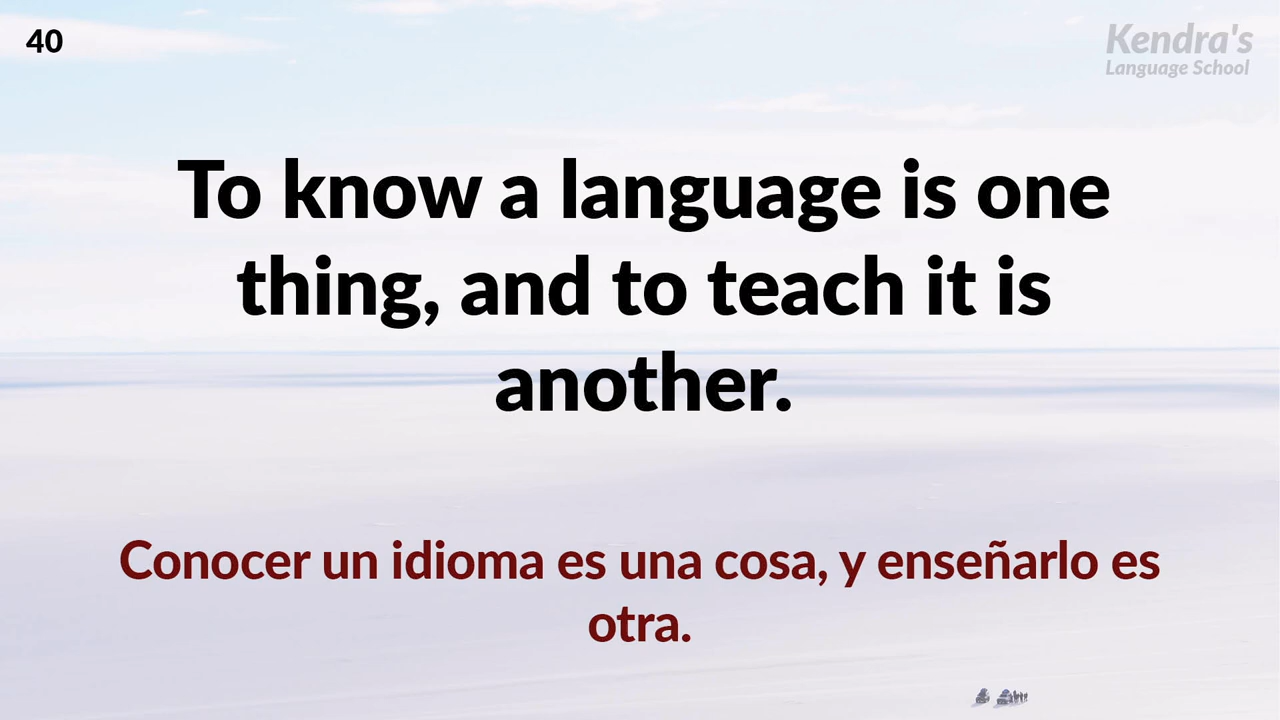 40
Kendra's
Language School
To know a language is one
thing, and to teach it is
another.
Conocer un idioma es una cosa, y enseñarlo es
otra.